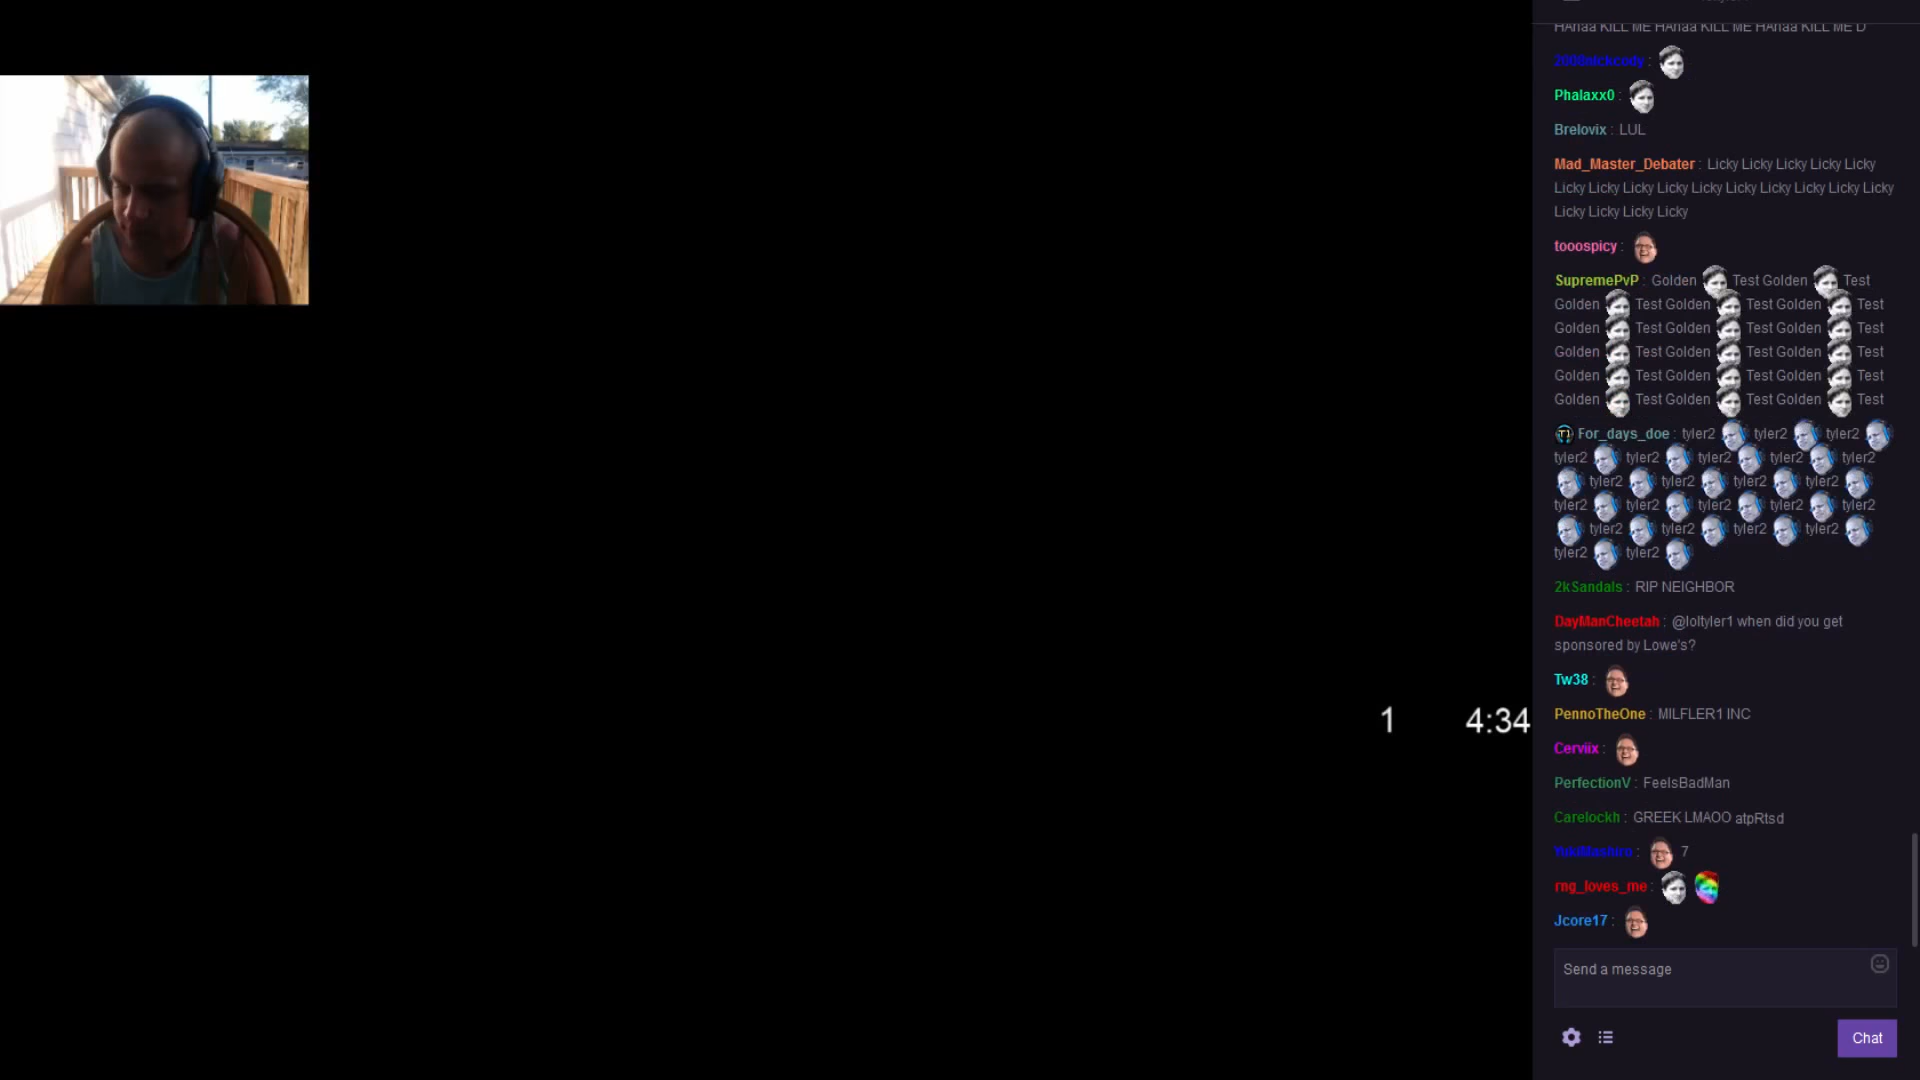 HAhaa KILL ME HAhaa KILL ME HAhaa KILL ME D
2008nickcody :
Phalaxx0 :
Brelovix : LUL
Mad_Master_Debater : Licky Licky Licky Licky Licky
Licky Licky Licky Licky Licky Licky Licky Licky Licky Licky
Licky Licky Licky Licky
tooospicy :
SupremePvP : Golden Test Golden Test
Golden Test Golden Test Golden Test
Golden Test Golden Test Golden Test
Golden Test Golden Test Golden Test
Golden Test Golden Test Golden Test
Golden Test Golden Test Golden Test
T1 For_days_doe : tyler2 tyler2 tyler2
tyler2 tyler2 tyler2 tyler2 tyler2
tyler2 tyler2 tyler2 tyler2
tyler2 tyler2 tyler2 tyler2 tyler2
tyler2 tyler2 tyler2 tyler2
tyler2 tyler2
2kSandals : RIP NEIGHBOR
DayManCheetah : @loltyler1 when did you get
sponsored by Lowe's?
Tw38 :
PennoTheOne : MILFLER1 INC
1 4:34
Cerviix :
PerfectionV : FeelsBadMan
Carelockh : GREEK LMAOO atpRtsd
YukiMashiro : 7
rng_loves_me :
Jcore17 :
Send a message
Chat